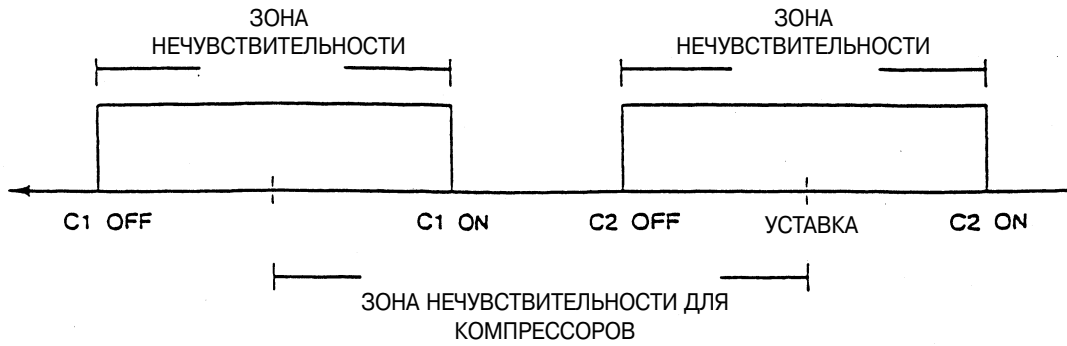 ЗОНА
НЕЧУВСТВИТЕЛЬНОСТИ
ЗОНА
НЕЧУВСТВИТЕЛЬНОСТИ
C1 OFF
C1 ON
C2 OFF
УСТАВКА
C2 ON
ЗОНА НЕЧУВСТВИТЕЛЬНОСТИ ДЛЯ
КОМПРЕССОРОВ